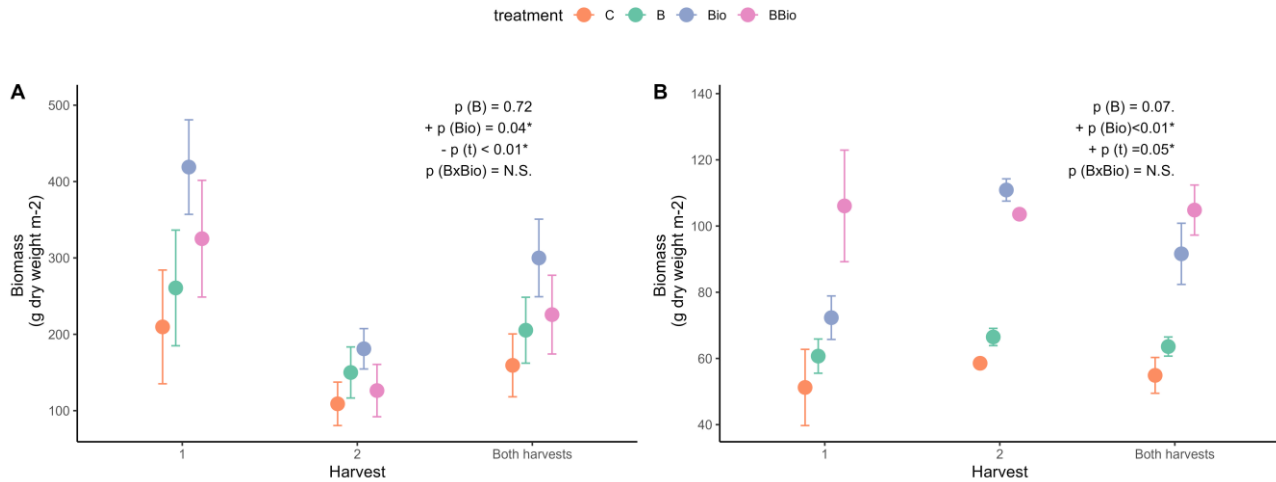 treatment C B Bio BBio
A
Biomass
(g dry weight m-2)
500
400
300
200
100
p (B) = 0.72
+ p (Bio) = 0.04*
- p (t) < 0.01*
p (BxBio) = N.S.
1 2 Both harvests
Harvest
B
Biomass
(g dry weight m-2)
140
120
100
80
60
40
p (B) = 0.07.
+ p (Bio)<0.01*
+ p (t) =0.05*
p (BxBio) = N.S.
1 2 Both harvests
Harvest